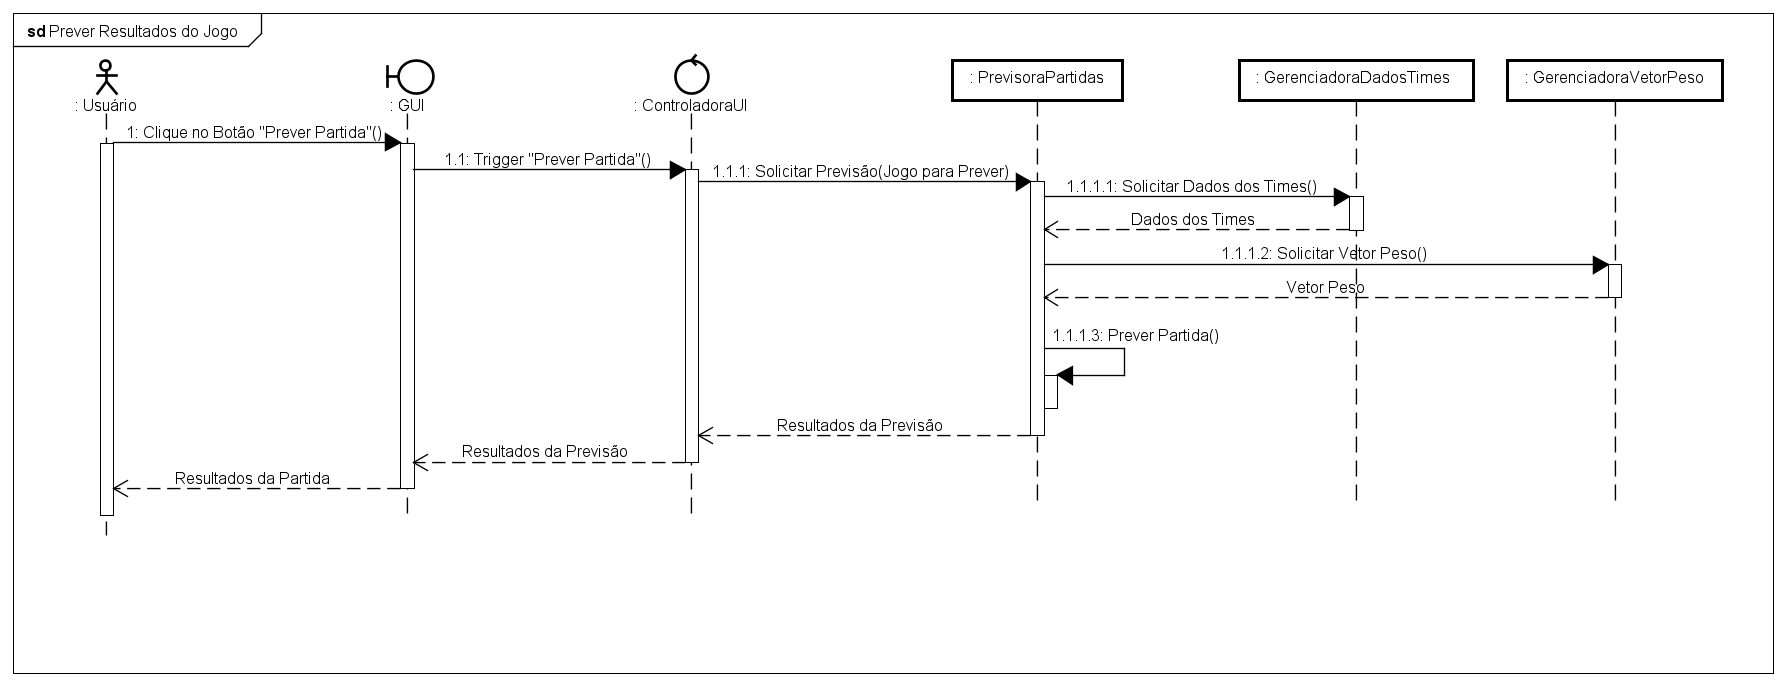 sd Prever Resultados do Jogo
: Usuário
: GUI
: ControladoraUI
: PrevisoraPartidas
: GerenciadoraDadosTimes
: GerenciadoraVetorPeso
1: Clique no Botão "Prever Partida"()
1.1: Trigger "Prever Partida"()
1.1.1: Solicitar Previsão(Jogo para Prever)
1.1.1.1: Solicitar Dados dos Times()
Dados dos Times
1.1.1.2: Solicitar Vetor Peso()
Vetor Peso
1.1.1.3: Prever Partida()
Resultados da Previsão
Resultados da Previsão
Resultados da Partida